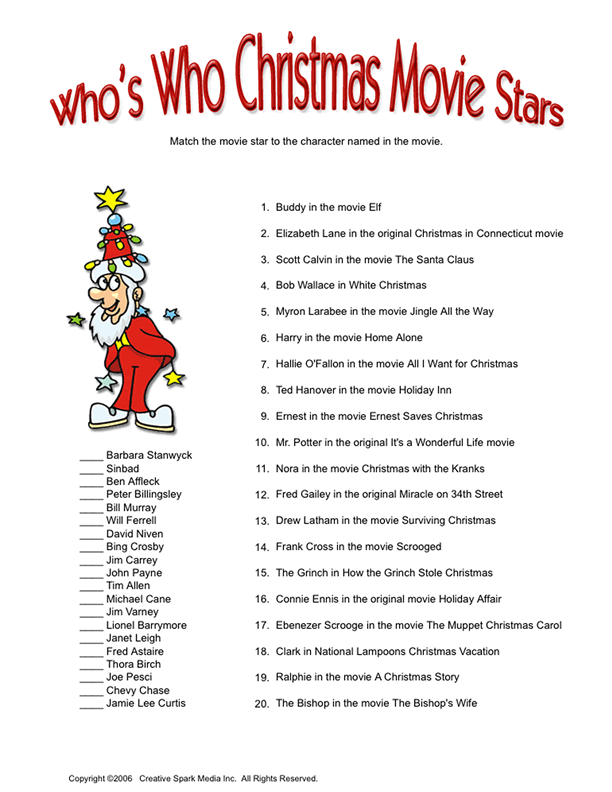 Who's Who Christmas Movie Stars
Match the movie star to the character named in the movie.
1. Buddy in the movie Elf
2. Elizabeth Lane in the original Christmas in Connecticut movie
3. Scott Calvin in the movie The Santa Claus
4. Bob Wallace in White Christmas
5. Myron Larabee in the movie Jingle All the Way
6. Harry in the movie Home Alone
7. Hallie O'Fallon in the movie All I Want for Christmas
8. Ted Hanover in the movie Holiday Inn
9. Ernest in the movie Ernest Saves Christmas
10. Mr. Potter in the original It's a Wonderful Life movie
11. Nora in the movie Christmas with the Kranks
12. Fred Gailey in the original Miracle on 34th Street
13. Drew Latham in the movie Surviving Christmas
14. Frank Cross in the movie Scrooged
15. The Grinch in How the Grinch Stole Christmas
16. Connie Ennis in the original movie Holiday Affair
17. Ebenezer Scrooge in the movie The Muppet Christmas Carol
18. Clark in National Lampoons Christmas Vacation
19. Ralphie in the movie A Christmas Story
20. The Bishop in the movie The Bishop's Wife
____ Barbara Stanwyck
____ Sinbad
____ Ben Affleck
____ Peter Billingsley
____ Bill Murray
____ Will Ferrell
____ David Niven
____ Bing Crosby
____ Jim Carrey
____ John Payne
____ Tim Allen
____ Michael Cane
____ Jim Varney
____ Lionel Barrymore
____ Janet Leigh
____ Fred Astaire
____ Thora Birch
____ Joe Pesci
____ Chevy Chase
____ Jamie Lee Curtis
Copyright ©2006 Creative Spark Media Inc. All Rights Reserved.